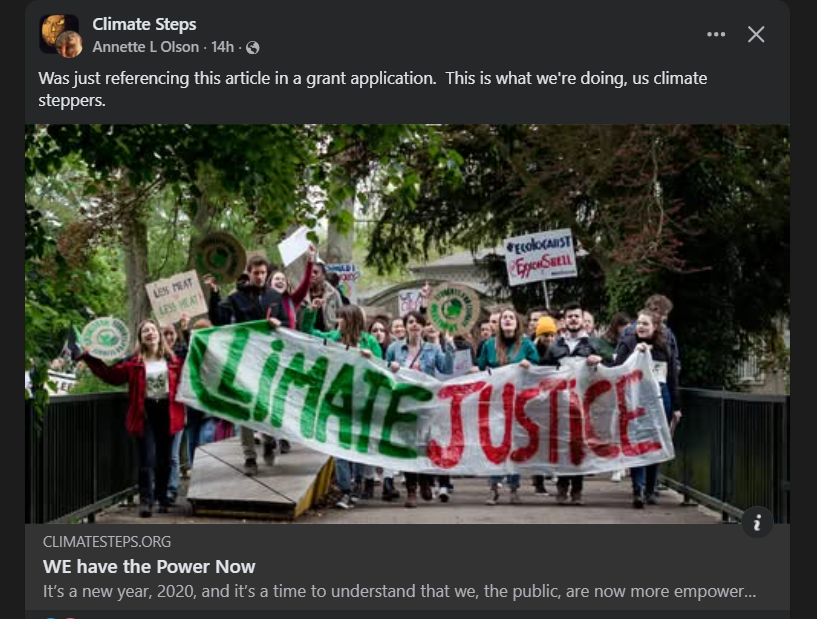 Climate Steps
Annette L Olson · 14h ·
Was just referencing this article in a grant application. This is what we're doing, us climate
steppers.
LESS MEAT
LESS HEAT!
#ECOLOCAUST
EXXONSHELL
CLIMATE JUSTICE
CLIMATESTEPS.ORG
WE have the Power Now
It's a new year, 2020, and it's a time to understand that we, the public, are now more empower...